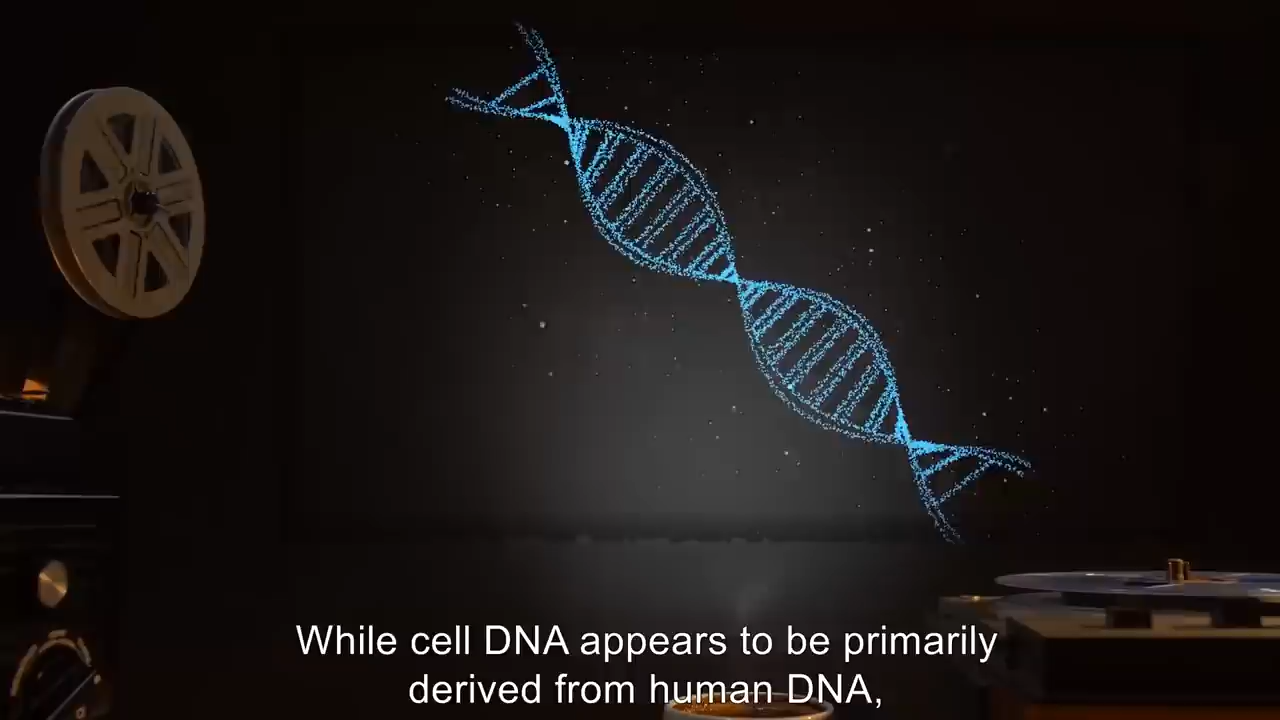 While cell DNA appears to be primarily
derived from human DNA,